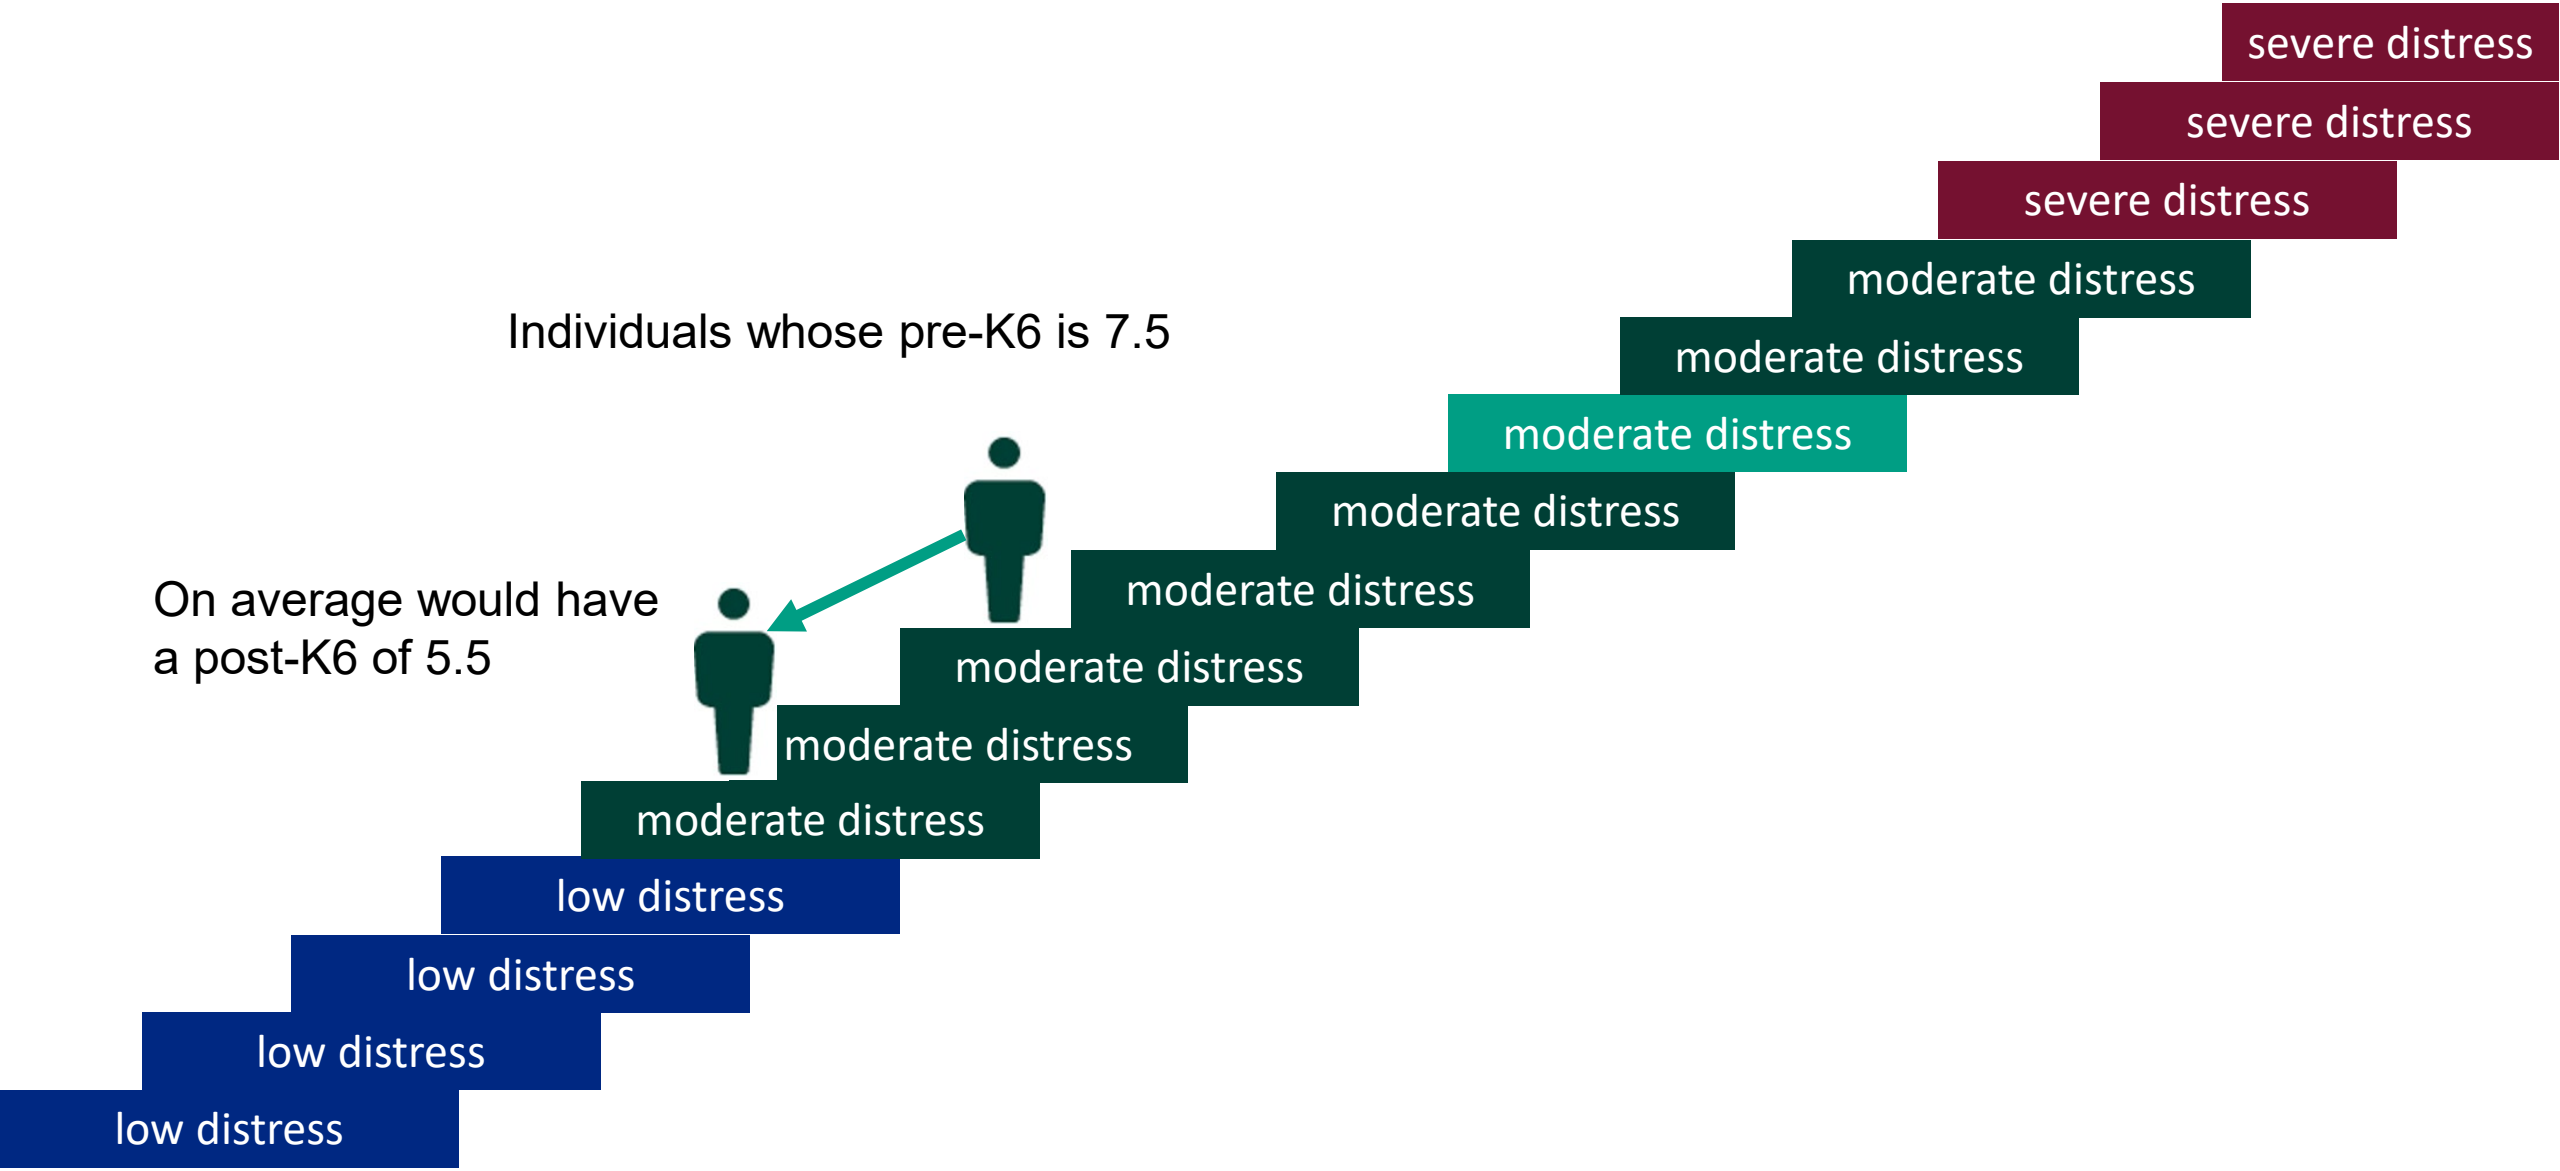 severe distress
severe distress
severe distress
moderate distress
Individuals whose pre-K6 is 7.5
moderate distress
moderate distress
moderate distress
moderate distress
On average would have
a post-K6 of 5.5
moderate distress
moderate distress
moderate distress
low distress
low distress
low distress
low distress